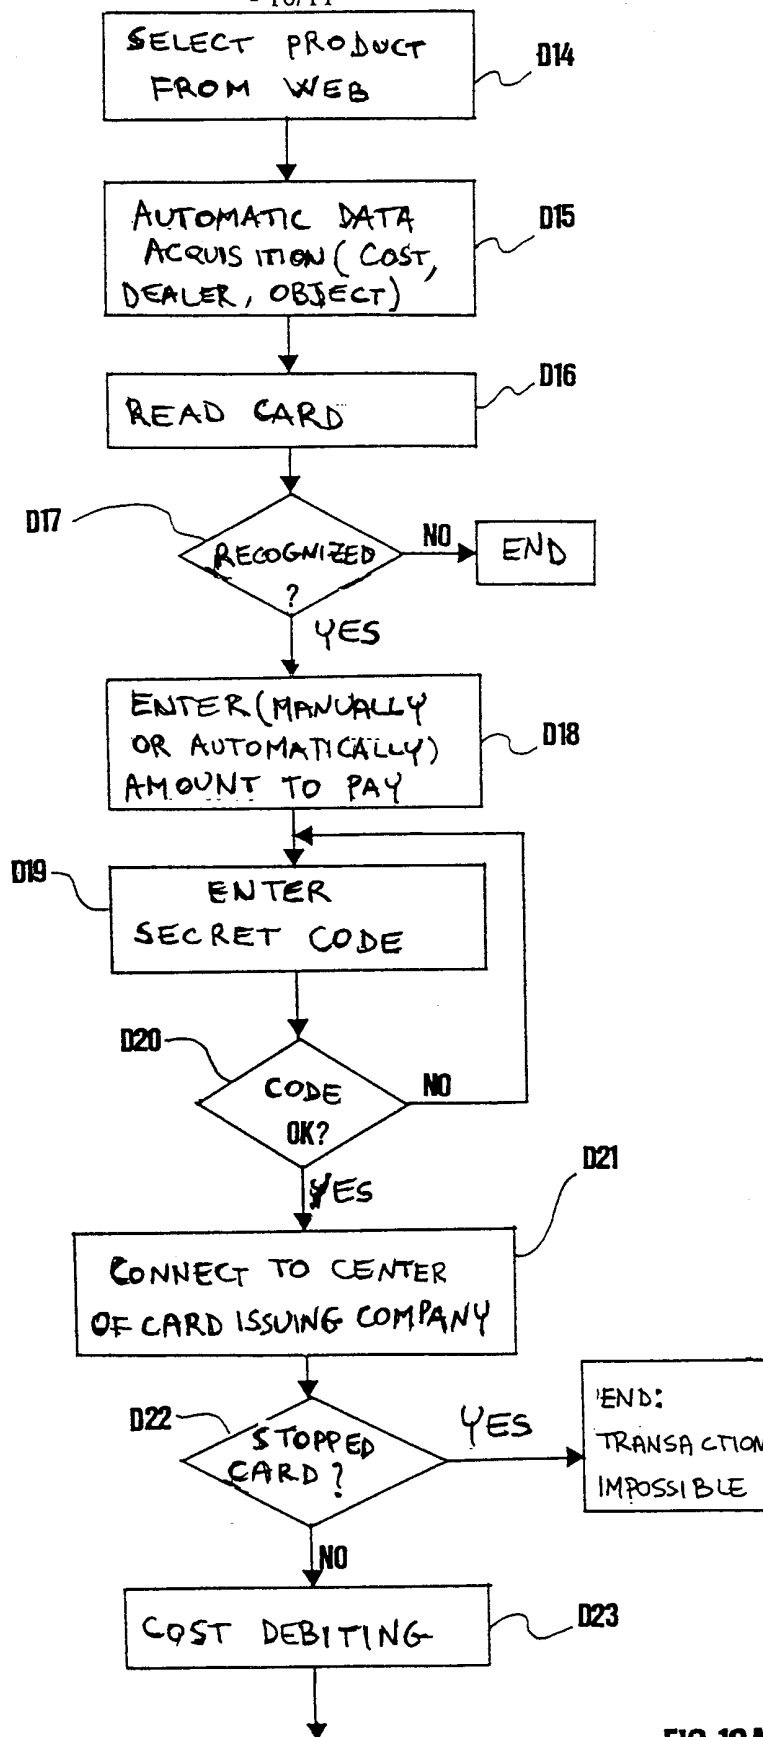 SELECT PRODUCT
FROM WEB
D14
AUTOMATIC DATA
ACQUISITION (COST,
DEALER, OBJECT)
D15
READ CARD
D16
D17
RECOGNIZED
?
NO
END
YES
ENTER (MANUALLY
OR AUTOMATICALLY)
AMOUNT TO PAY
D18
D19
ENTER
SECRET CODE
D20
CODE
OK?
NO
YES
D21
CONNECT TO CENTER
OF CARD ISSUING COMPANY
D22
STOPPED
CARD?
YES
END:
TRANSACTION
IMPOSSIBLE
NO
COST DEBITING
D23